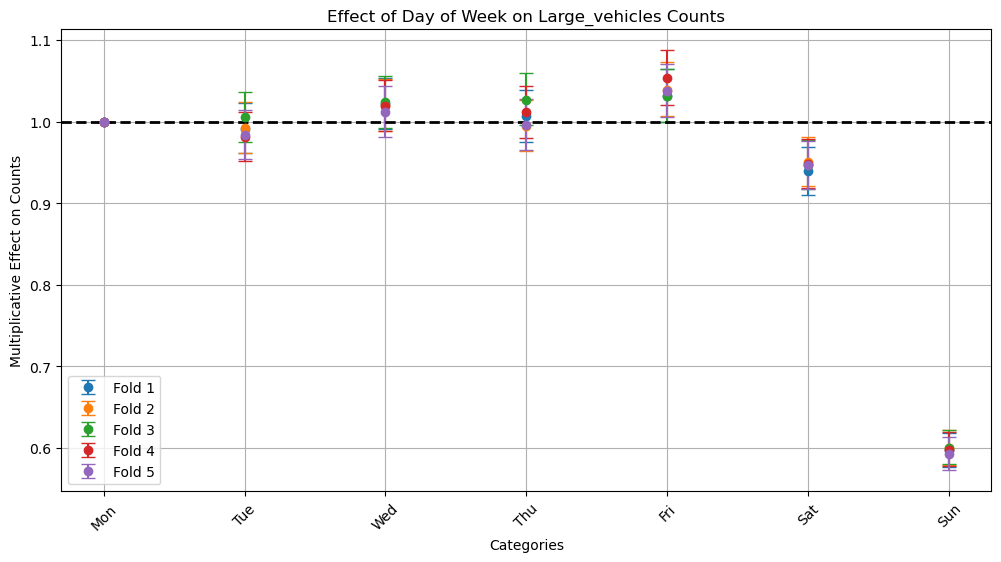 Effect of Day of Week on Large_vehicles Counts
Multiplicative Effect on Counts
1.1
1.0
0.9
0.8
0.7
0.6
Fold 1
Fold 2
Fold 3
Fold 4
Fold 5
Mon
Tue
Wed
Thu
Fri
Sat
Sun
Categories